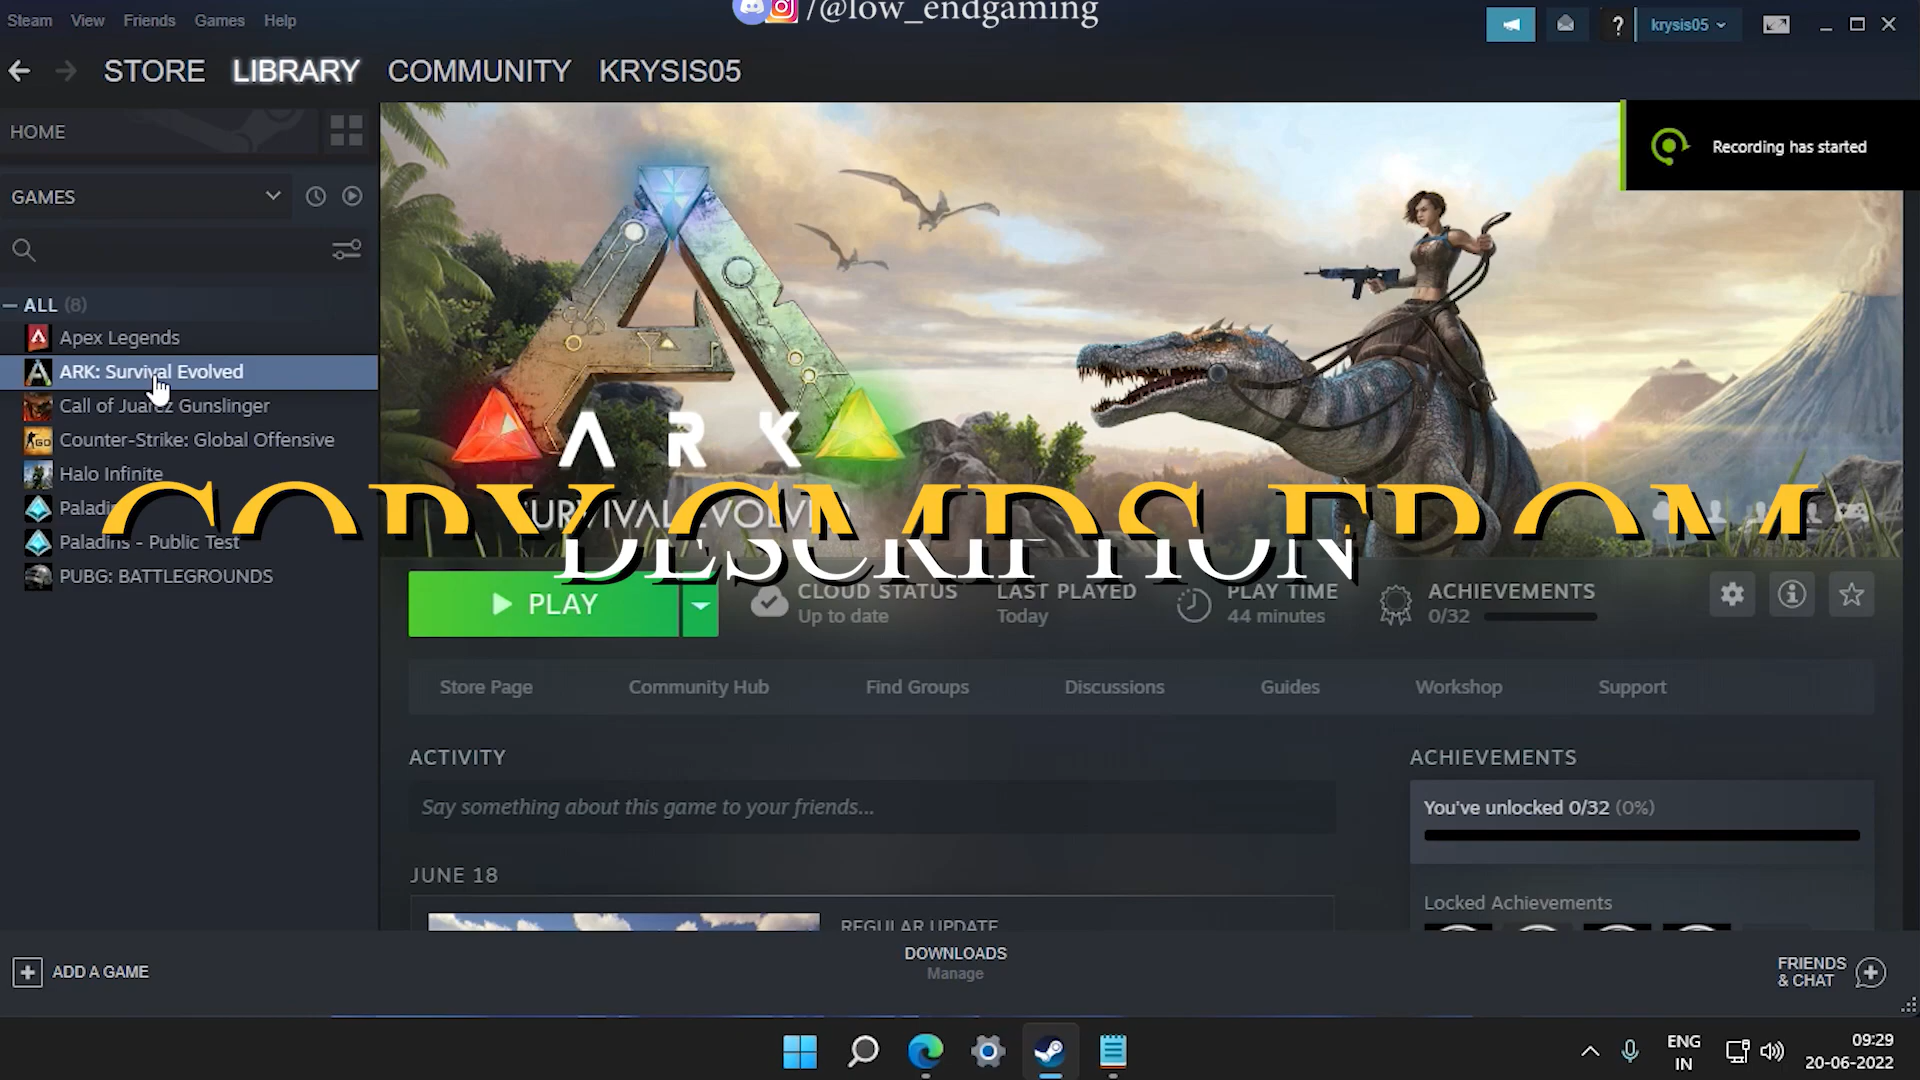 /@low_endgaming
Steam View Friends Games Help
krysis05
STORE LIBRARY COMMUNITY KRYSIS05
Recording has started
HOME
GAMES
ALL (8)
Apex Legends
ARK: Survival Evolved
Call of Juarez Gunslinger
Counter-Strike: Global Offensive
Halo Infinite
Paladins - Public Test
PUBG: BATTLEGROUNDS
ARK
SURVIVAL EVOLVED
COPY CMDS FROM
DESCRIPTION
PLAY
CLOUD STATUS
Up to date
LAST PLAYED
Today
PLAY TIME
44 minutes
ACHIEVEMENTS
0/32
Store Page Community Hub Find Groups Discussions Guides Workshop Support
ACTIVITY
Say something about this game to your friends...
JUNE 18
REGULAR UPDATE
ACHIEVEMENTS
You've unlocked 0/32 (0%)
Locked Achievements
ADD A GAME
DOWNLOADS
Manage
FRIENDS
& CHAT
ENG
IN
09:29
20-06-2022